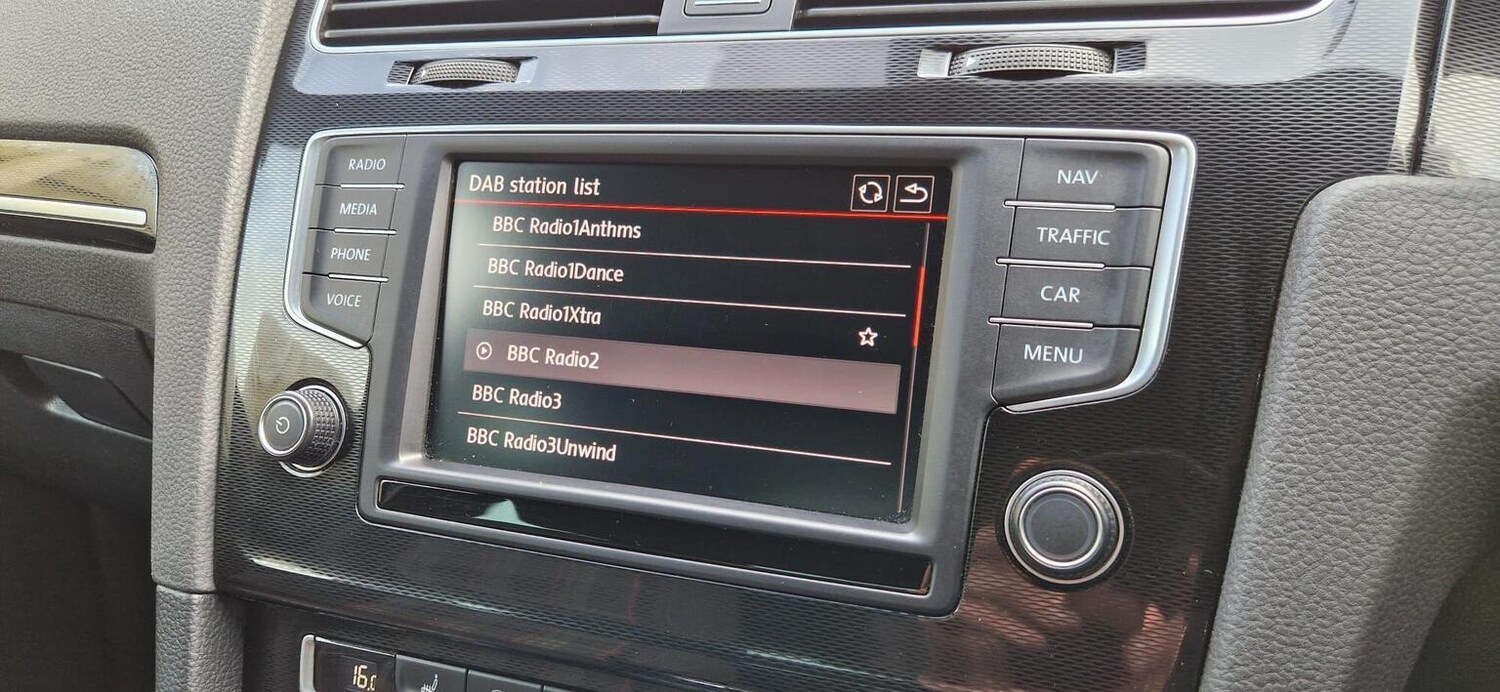 RADIO
MEDIA
PHONE
VOICE
DAB station list
BBC Radio1Anthms
BBC Radio1Dance
BBC Radio1Xtra
BBC Radio2
BBC Radio3
BBC Radio3Unwind
NAV
TRAFFIC
CAR
MENU